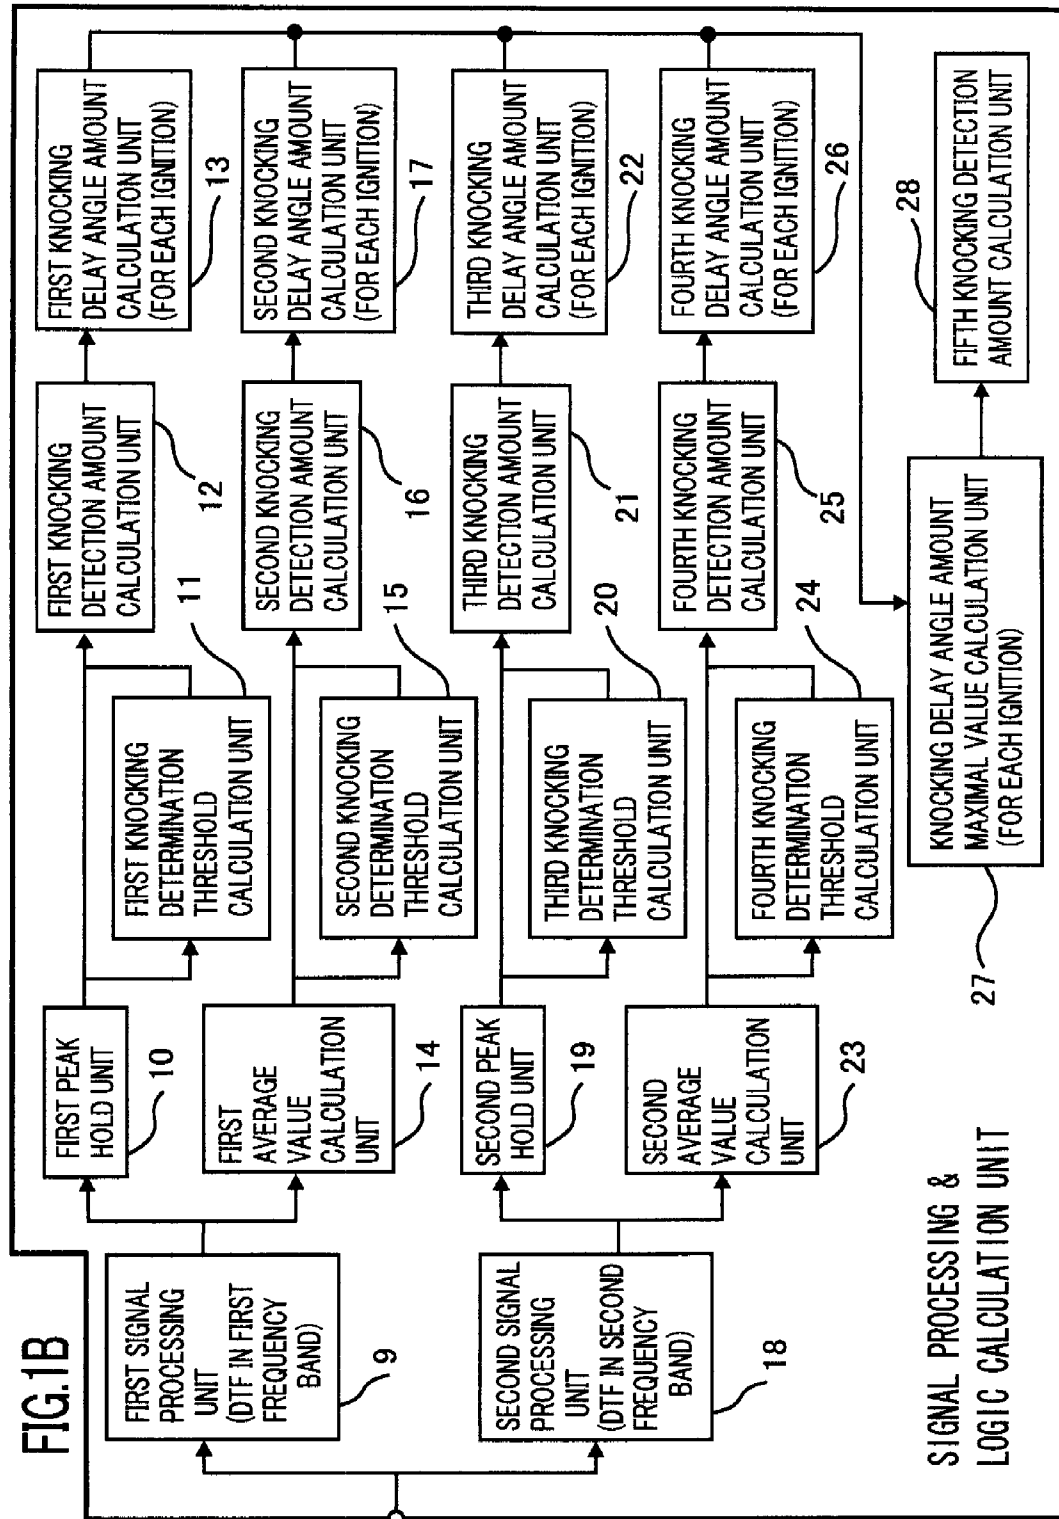 FIG.1B
FIRST SIGNAL
PROCESSING
UNIT
(DTF IN FIRST
FREQUENCY
BAND)
9
FIRST PEAK
HOLD UNIT
10
FIRST KNOCKING
DETERMINATION
THRESHOLD
CALCULATION UNIT
11
FIRST KNOCKING
DETECTION AMOUNT
CALCULATION UNIT
12
FIRST KNOCKING
DELAY ANGLE AMOUNT
CALCULATION UNIT
(FOR EACH IGNITION)
13
FIRST
AVERAGE
VALUE
CALCULATION
UNIT
14
SECOND KNOCKING
DETERMINATION
THRESHOLD
CALCULATION UNIT
15
SECOND KNOCKING
DETECTION AMOUNT
CALCULATION UNIT
16
SECOND KNOCKING
DELAY ANGLE AMOUNT
CALCULATION UNIT
(FOR EACH IGNITION)
17
SECOND SIGNAL
PROCESSING
UNIT
(DTF IN SECOND
FREQUENCY
BAND)
18
SECOND PEAK
HOLD UNIT
19
THIRD KNOCKING
DETERMINATION
THRESHOLD
CALCULATION UNIT
20
THIRD KNOCKING
DETECTION AMOUNT
CALCULATION UNIT
21
THIRD KNOCKING
DELAY ANGLE AMOUNT
CALCULATION UNIT
(FOR EACH IGNITION)
22
SECOND
AVERAGE
VALUE
CALCULATION
UNIT
23
FOURTH KNOCKING
DETERMINATION
THRESHOLD
CALCULATION UNIT
24
FOURTH KNOCKING
DETECTION AMOUNT
CALCULATION UNIT
25
FOURTH KNOCKING
DELAY ANGLE AMOUNT
CALCULATION UNIT
(FOR EACH IGNITION)
26
KNOCKING DELAY ANGLE AMOUNT
MAXIMAL VALUE CALCULATION UNIT
(FOR EACH IGNITION)
27
FIFTH KNOCKING DETECTION
AMOUNT CALCULATION UNIT
28
SIGNAL PROCESSING &
LOGIC CALCULATION UNIT